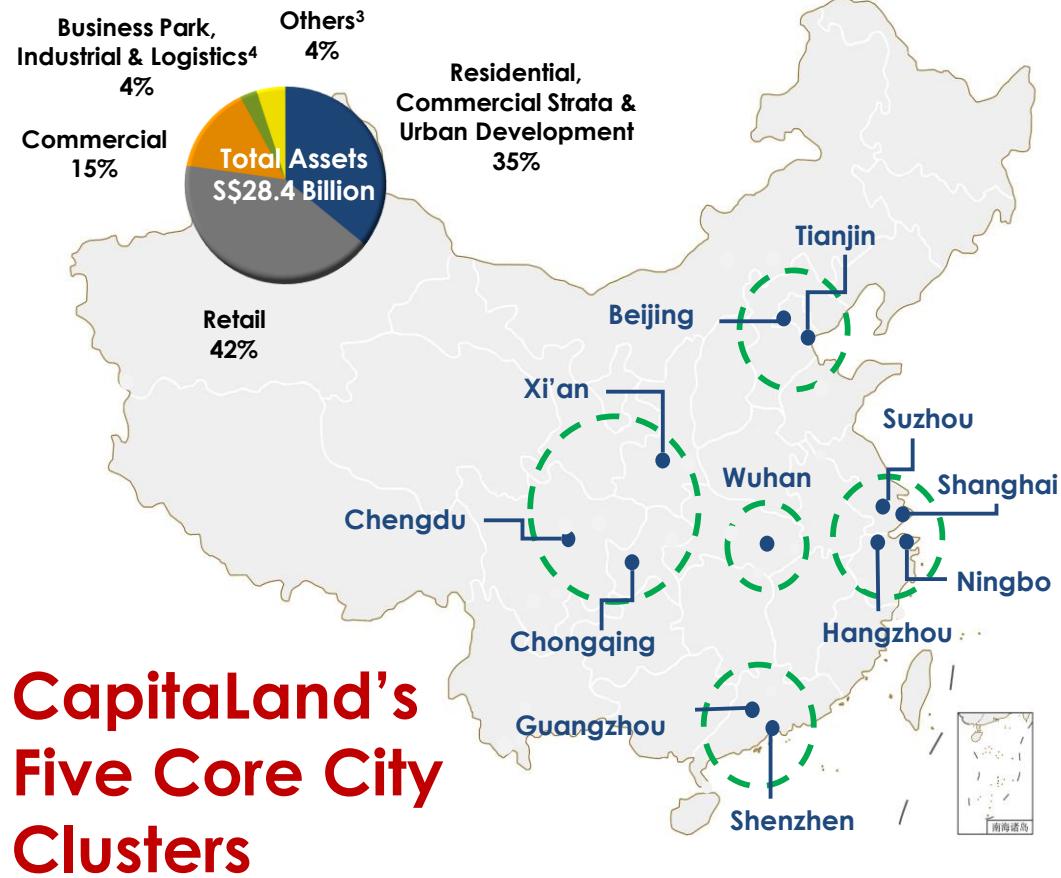 Business Park,
Industrial & Logistics⁴
4%
Others³
4%
Residential,
Commercial Strata &
Urban Development
35%
Commercial
15%
Total Assets
S$28.4 Billion
Retail
42%
Tianjin
Beijing
Xi’an
Suzhou
Wuhan
Shanghai
Chengdu
Ningbo
Chongqing
Hangzhou
Guangzhou
Shenzhen
CapitaLand’s
Five Core City
Clusters
南海诸岛